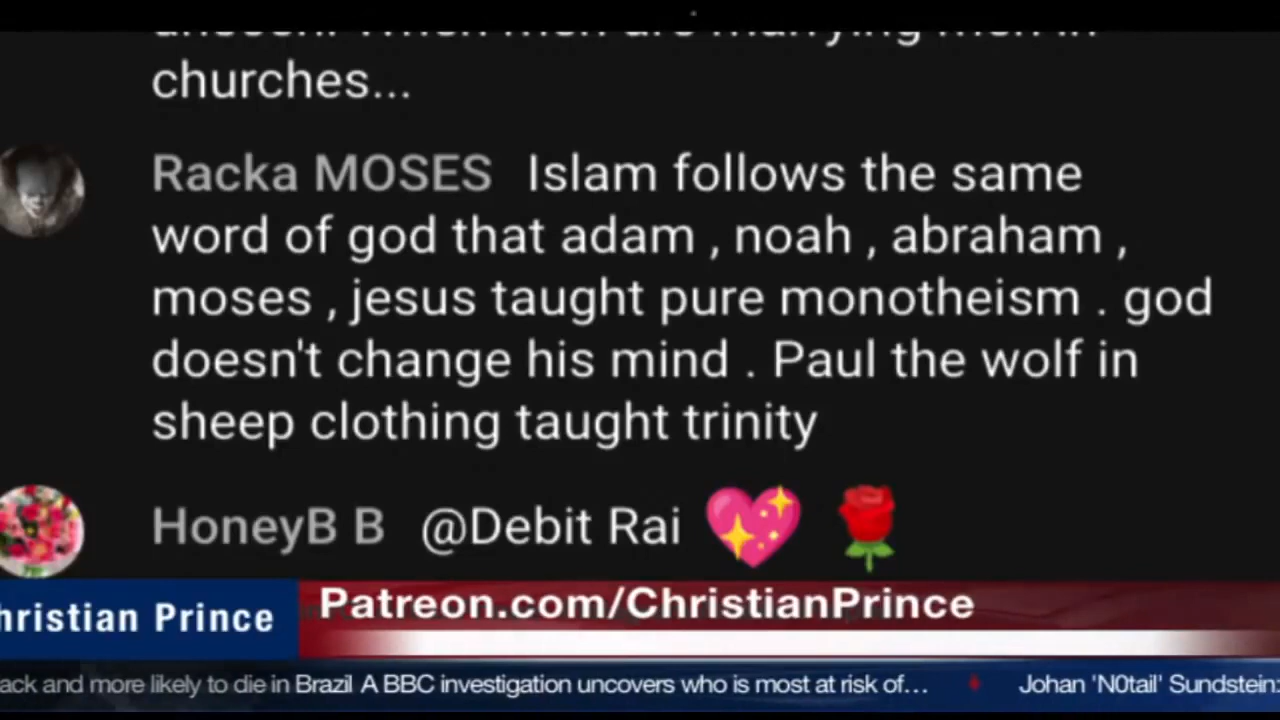 churches...
Racka MOSES Islam follows the same
word of god that adam , noah , abraham ,
moses , jesus taught pure monotheism . god
doesn't change his mind . Paul the wolf in
sheep clothing taught trinity
HoneyB B @Debit Rai 💖 🌹
hristian Prince
Patreon.com/ChristianPrince
ack and more likely to die in Brazil A BBC investigation uncovers who is most at risk of… Johan 'N0tail' Sundstein: